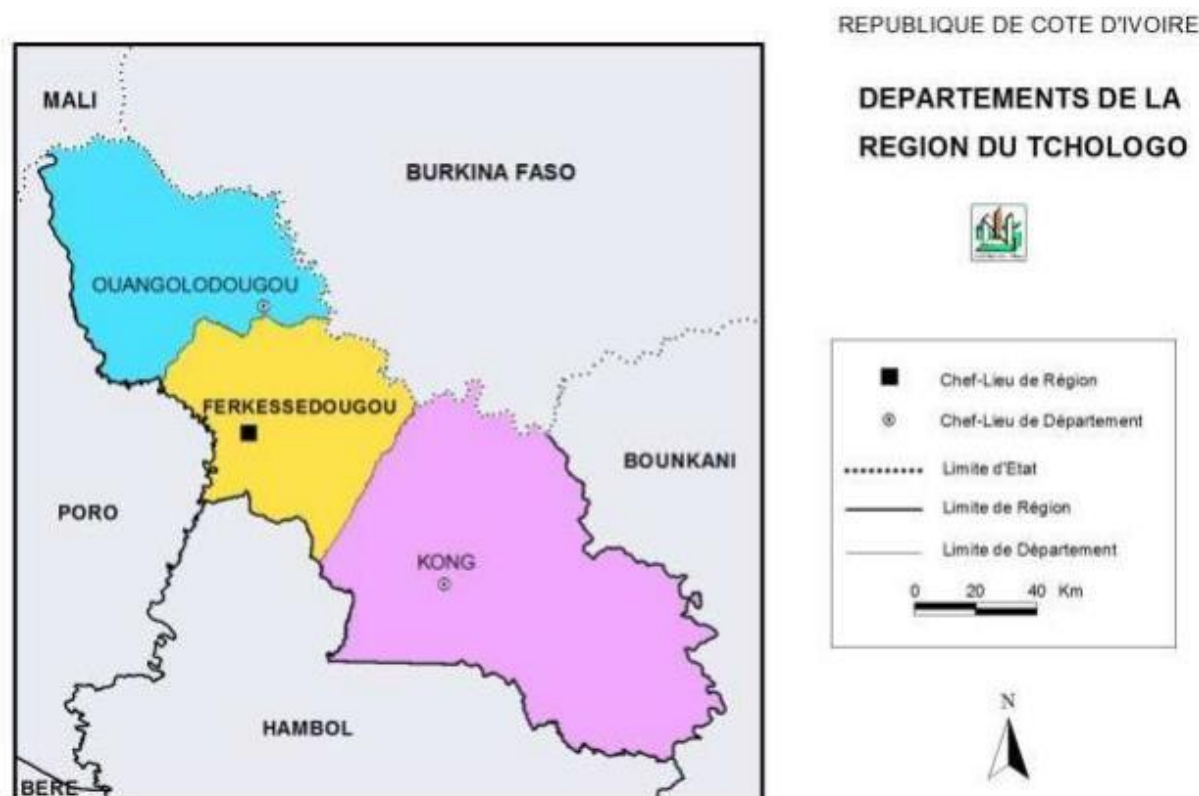 REPUBLIQUE DE COTE D'IVOIRE
DEPARTEMENTS DE LA
REGION DU TCHOLOGO
MALI
BURKINA FASO
OUANGOLODOUGOU
FERKESSEDOUGOU
BOUNKANI
PORO
KONG
HAMBOL
BERE
Chef-Lieu de Région
Chef-Lieu de Département
Limite d'Etat
Limite de Région
Limite de Département
0 20 40 Km
N